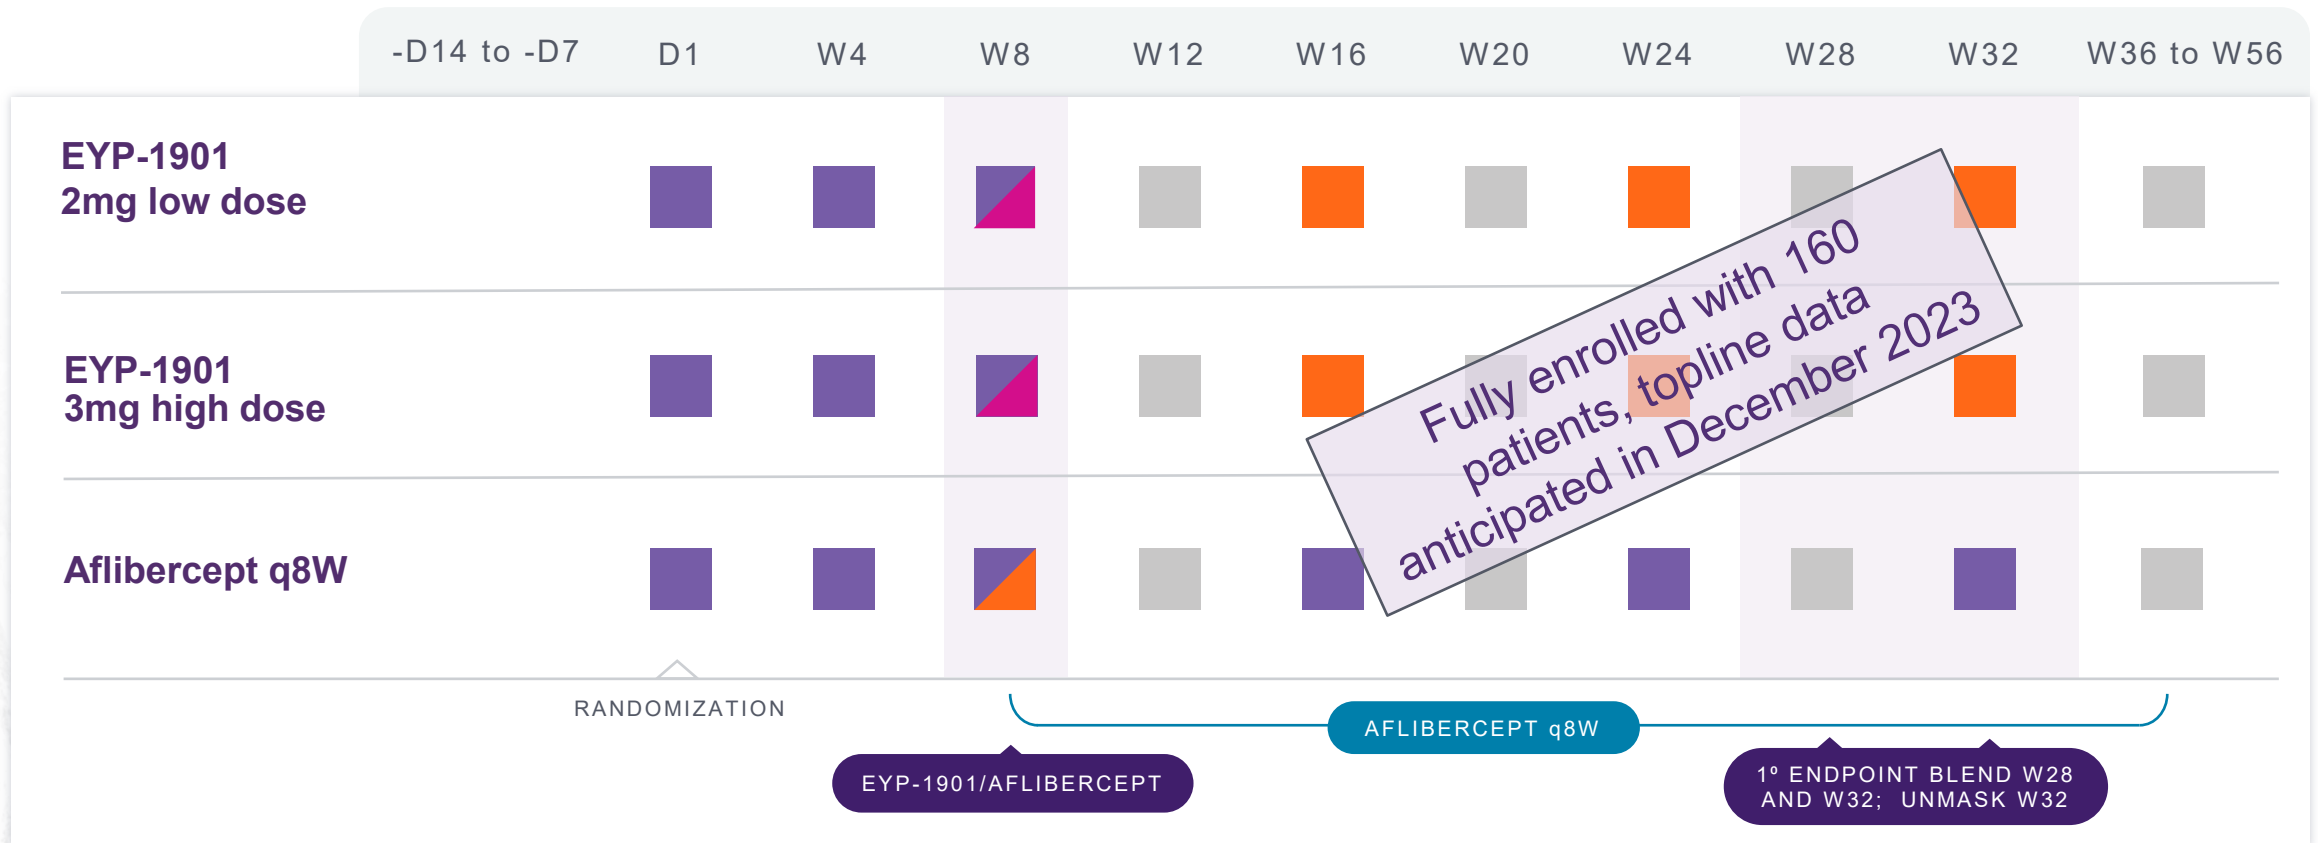 -D14 to -D7 D1 W4 W8 W12 W16 W20 W24 W28 W32 W36 to W56
EYP-1901
2mg low dose
EYP-1901
3mg high dose
Aflibercept q8W
Fully enrolled with 160
patients, topline data
anticipated in December 2023
RANDOMIZATION
AFLIBERCEPT q8W
EYP-1901/AFLIBERCEPT
1º ENDPOINT BLEND W28
AND W32; UNMASK W32